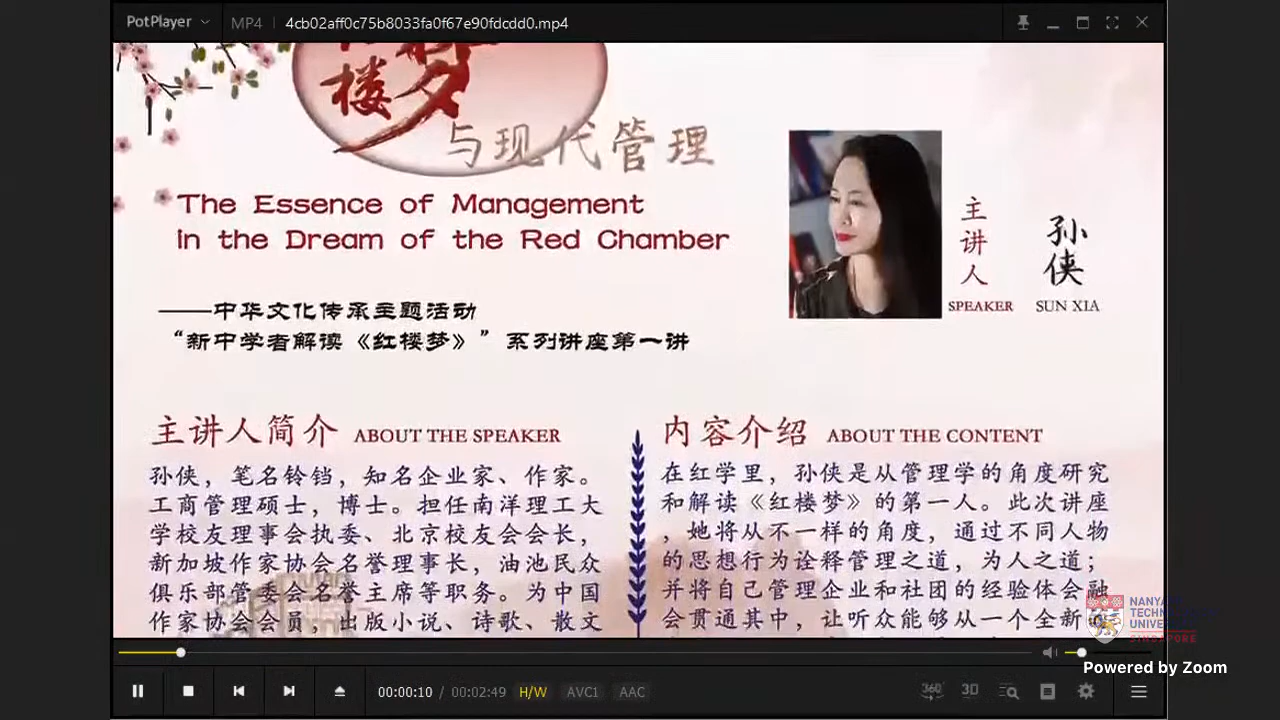 PotPlayer MP4 4cb02aff0c75b8033fa0f67e90fdcdd0.mp4
楼梦
与现代管理
The Essence of Management
in the Dream of the Red Chamber
——中华文化传承主题活动
“新中学者解读《红楼梦》”系列讲座第一讲
主讲人
SPEAKER
孙侠
SUN XIA
主讲人简介 ABOUT THE SPEAKER
孙侠，笔名铃铛，知名企业家、作家。
工商管理硕士，博士。担任南洋理工大
学校友理事会执委、北京校友会会长，
新加坡作家协会名誉理事长，油池民众
俱乐部管委会名誉主席等职务。为中国
作家协会会员，出版小说、诗歌、散文
内容介绍 ABOUT THE CONTENT
在红学里，孙侠是从管理学的角度研究
和解读《红楼梦》的第一人。此次讲座
，她将从不一样的角度，通过不同人物
的思想行为诠释管理之道，为人之道；
并将自己管理企业和社团的经验体会融
会贯通其中，让听众能够从一个全新的
SINGAPORE
Powered by Zoom
00:00:10 / 00:02:49 H/W AVC1 AAC
360° 3D